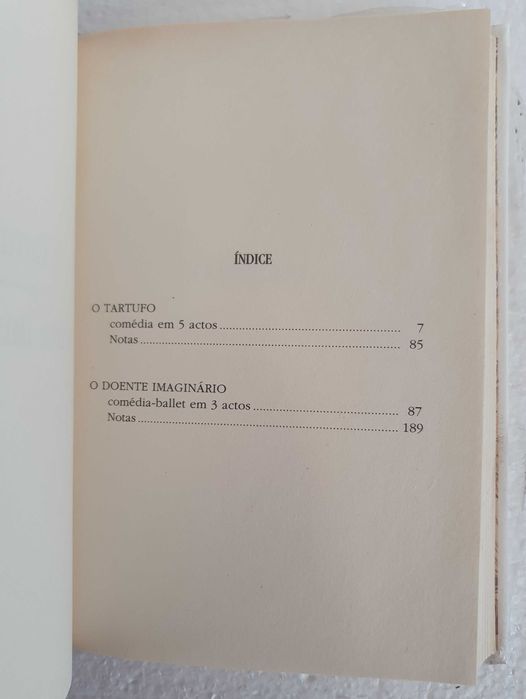 ÍNDICE
O TARTUFO
comédia em 5 actos ........ 7
Notas ........ 85
O DOENTE IMAGINÁRIO
comédia-ballet em 3 actos ........ 87
Notas ........ 189